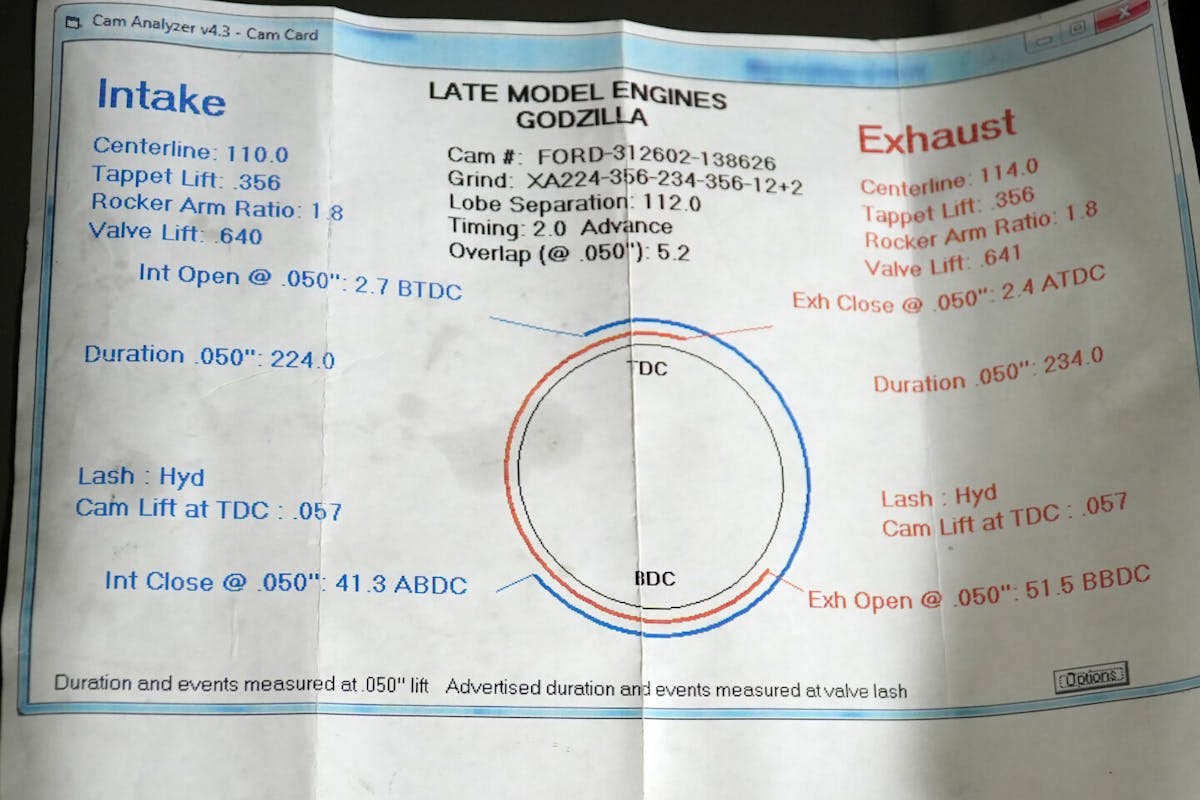 Cam Analyzer v4.3 - Cam Card
LATE MODEL ENGINES
GODZILLA
Cam #: FORD-312602-138626
Grind: XA224-356-234-356-12+2
Lobe Separation: 112.0
Timing: 2.0 Advance
Overlap (@ .050"): 5.2
Intake
Centerline: 110.0
Tappet Lift: .356
Rocker Arm Ratio: 1.8
Valve Lift: .640
Int Open @ .050": 2.7 BTDC
Duration .050": 224.0
Lash : Hyd
Cam Lift at TDC : .057
Int Close @ .050": 41.3 ABDC
Exhaust
Centerline: 114.0
Tappet Lift: .356
Rocker Arm Ratio: 1.8
Valve Lift: .641
Exh Close @ .050": 2.4 ATDC
Duration .050": 234.0
Lash : Hyd
Cam Lift at TDC : .057
Exh Open @ .050": 51.5 BBDC
TDC
BDC
Duration and events measured at .050" lift Advertised duration and events measured at valve lash
Options